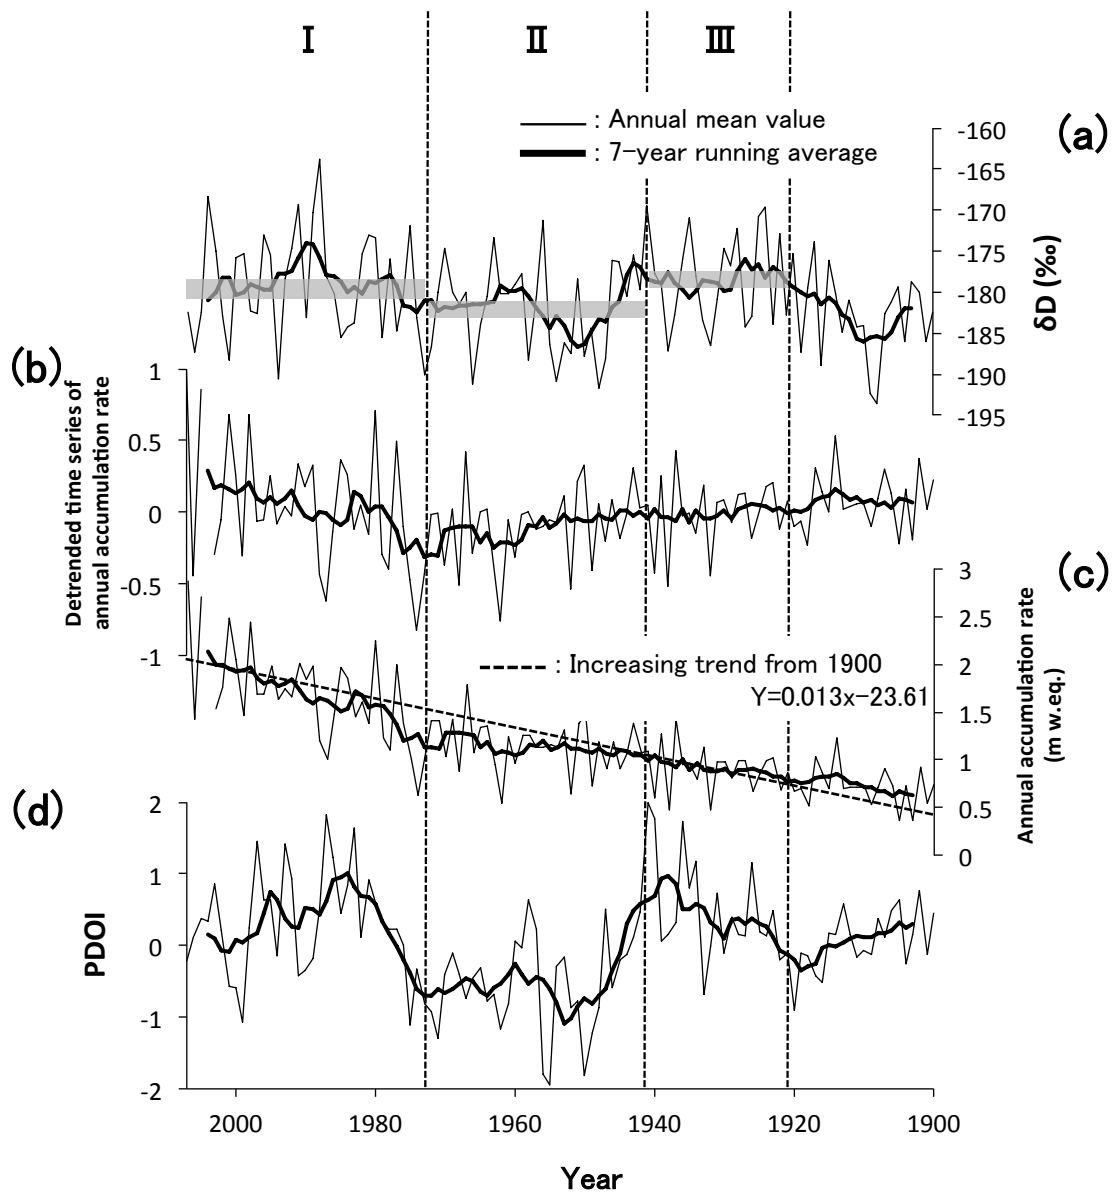 Ⅰ Ⅱ Ⅲ
(a)
: Annual mean value
: 7-year running average
-160
-165
-170
-175
-180
-185
-190
-195
δD (‰)
(b)
Detrended time series of
annual accumulation rate
1
0.5
0
-0.5
-1
(c)
3
2.5
2
1.5
1
0.5
0
Annual accumulation rate
(m w.eq.)
: Increasing trend from 1900
Y=0.013x−23.61
(d)
PDOI
2
1
0
-1
-2
2000 1980 1960 1940 1920 1900
Year